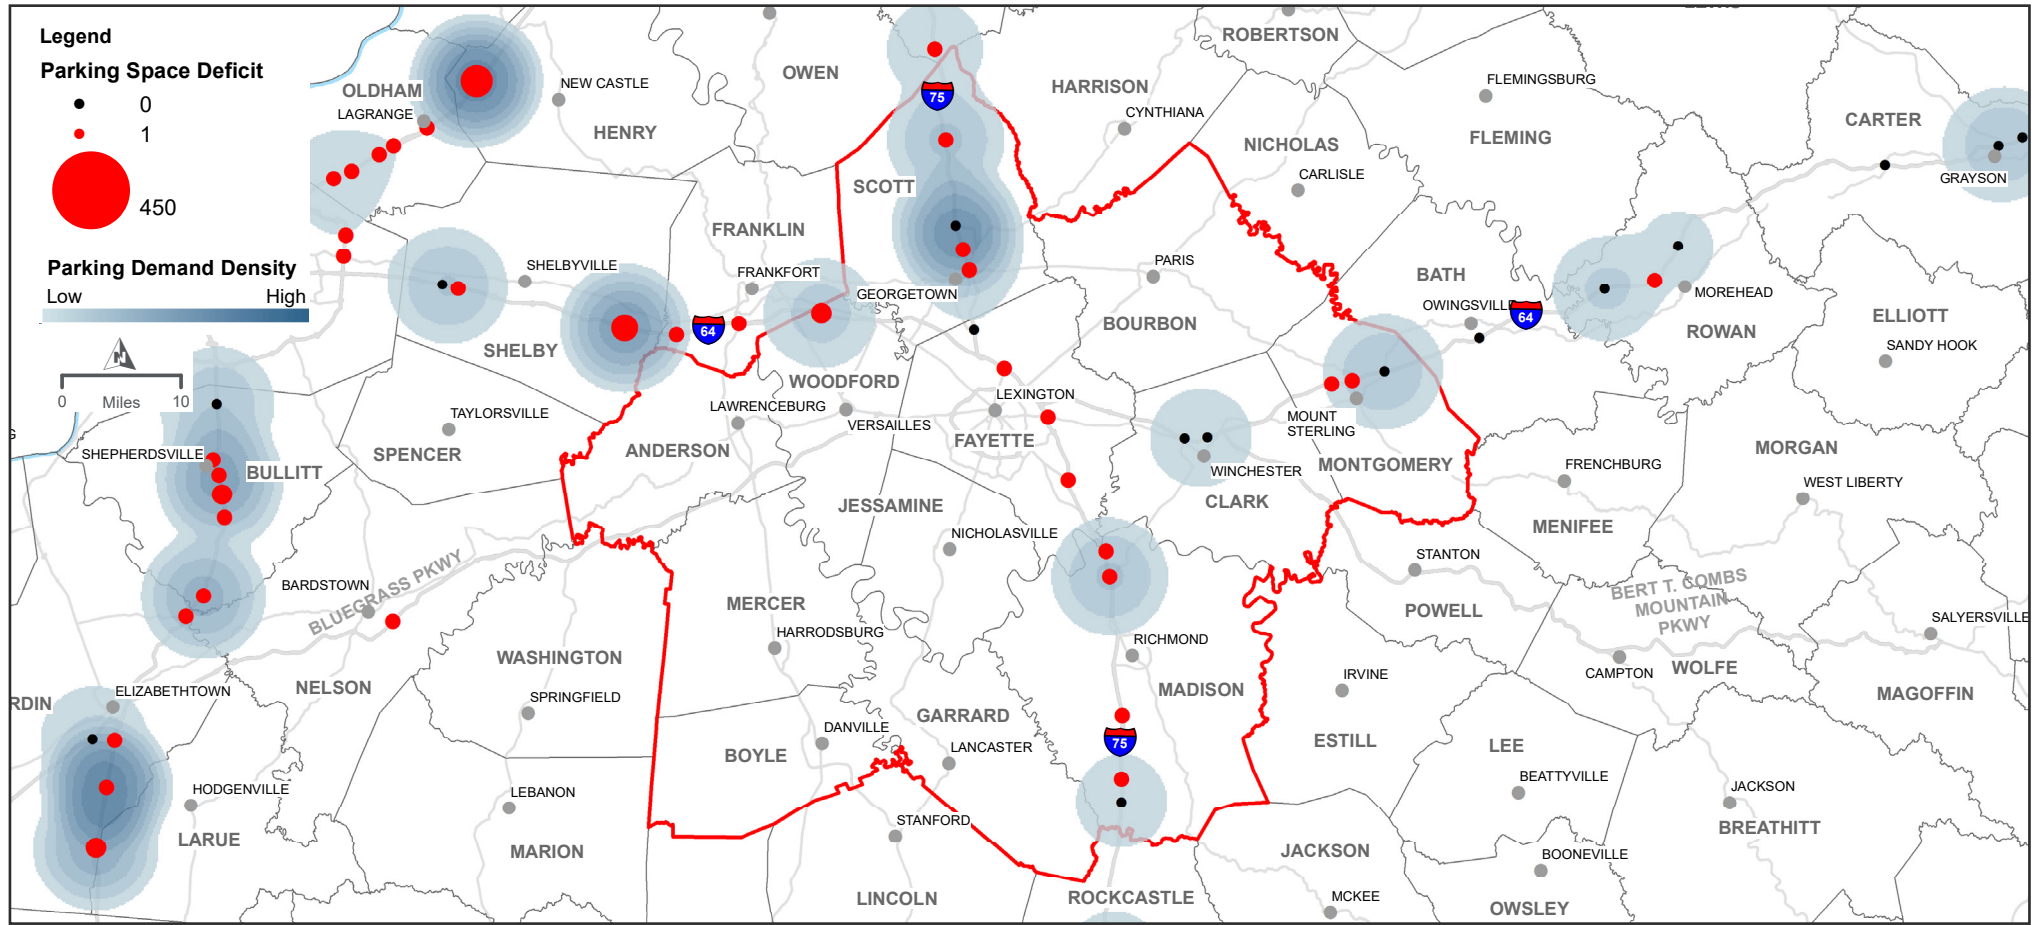 Legend
Parking Space Deficit
0
1
450
Parking Demand Density
Low High
N
0 Miles 10
ROBERTSON
OWEN
HARRISON
FLEMINGSBURG
OLDHAM
NEW CASTLE
75
LAGRANGE
CYNTHIANA
CARTER
HENRY
NICHOLAS
FLEMING
CARLISLE
GRAYSON
SCOTT
FRANKLIN
SHELBYVILLE
FRANKFORT
PARIS
BATH
GEORGETOWN
OWINGSVILLE
MOREHEAD
64
64
BOURBON
ROWAN
ELLIOTT
SANDY HOOK
SHELBY
WOODFORD
LEXINGTON
TAYLORSVILLE
LAWRENCEBURG
VERSAILLES
MOUNT
STERLING
SHEPHERDSVILLE
SPENCER
ANDERSON
FAYETTE
MORGAN
BULLITT
WINCHESTER
MONTGOMERY
FRENCHBURG
WEST LIBERTY
JESSAMINE
CLARK
MENIFEE
NICHOLASVILLE
STANTON
BARDSTOWN
BLUEGRASS PKWY
BERT T. COMBS
MOUNTAIN
PKWY
MERCER
POWELL
SALYERSVILLE
HARRODSBURG
RICHMOND
WASHINGTON
WOLFE
CAMPTON
IRVINE
ELIZABETHTOWN
NELSON
SPRINGFIELD
MADISON
MAGOFFIN
RDIN
GARRARD
DANVILLE
75
BOYLE
LANCASTER
ESTILL
LEE
BEATTYVILLE
HODGENVILLE
LEBANON
JACKSON
STANFORD
BREATHITT
LARUE
MARION
JACKSON
BOONEVILLE
LINCOLN
ROCKCASTLE
MCKEE
OWSLEY